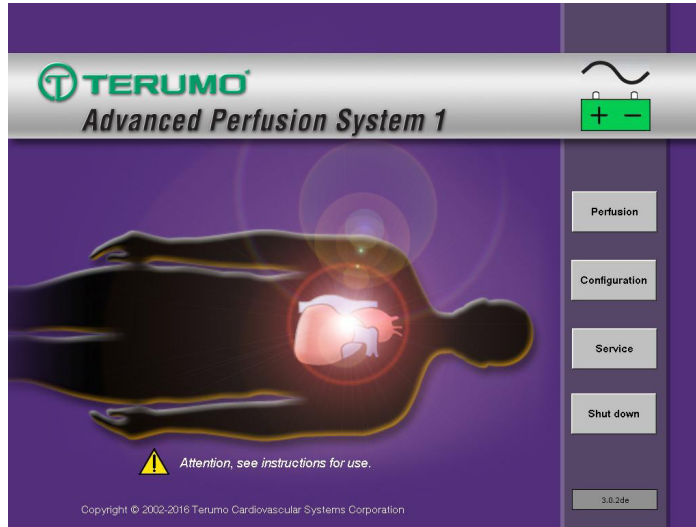 TERUMO
Advanced Perfusion System 1
+ −
Perfusion
Configuration
Service
Shut down
Attention, see instructions for use.
3.0.2de
Copyright © 2002-2016 Terumo Cardiovascular Systems Corporation